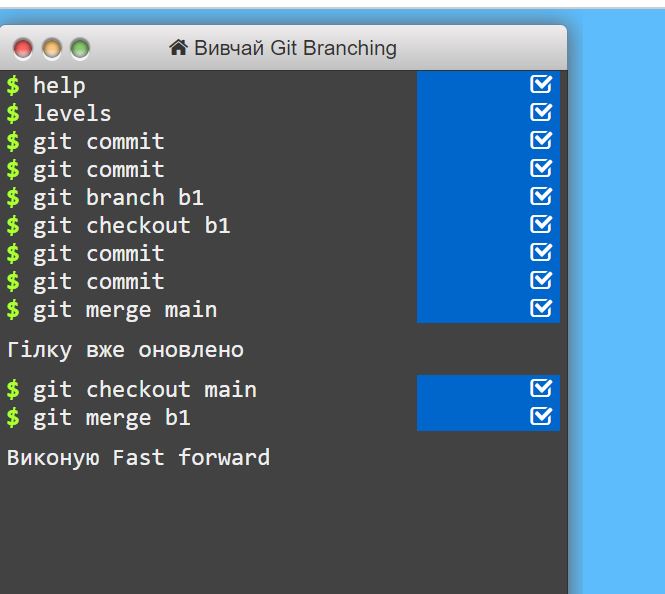 Вивчай Git Branching
$ help
$ levels
$ git commit
$ git commit
$ git branch b1
$ git checkout b1
$ git commit
$ git commit
$ git merge main
Гілку вже оновлено
$ git checkout main
$ git merge b1
Виконую Fast forward